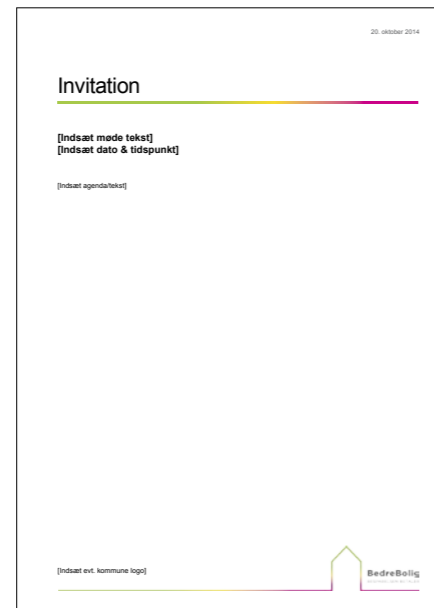 20. oktober 2014
Invitation
[Indsæt møde tekst]
[Indsæt dato & tidspunkt]
[Indsæt agenda/tekst]
[Indsæt evt. kommune logo]
BedreBolig